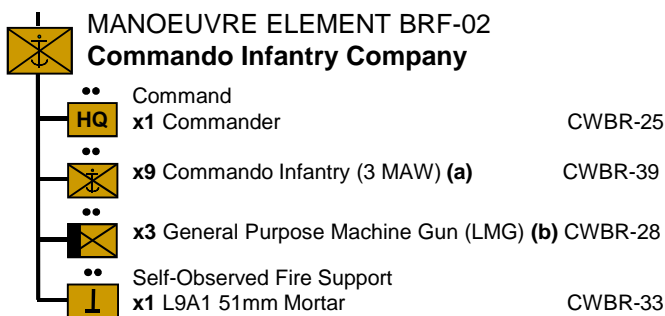 MANOEUVRE ELEMENT BRF-02
Commando Infantry Company
Command
HQ x1 Commander CWBR-25
x9 Commando Infantry (3 MAW) (a) CWBR-39
x3 General Purpose Machine Gun (LMG) (b) CWBR-28
Self-Observed Fire Support
x1 L9A1 51mm Mortar CWBR-33